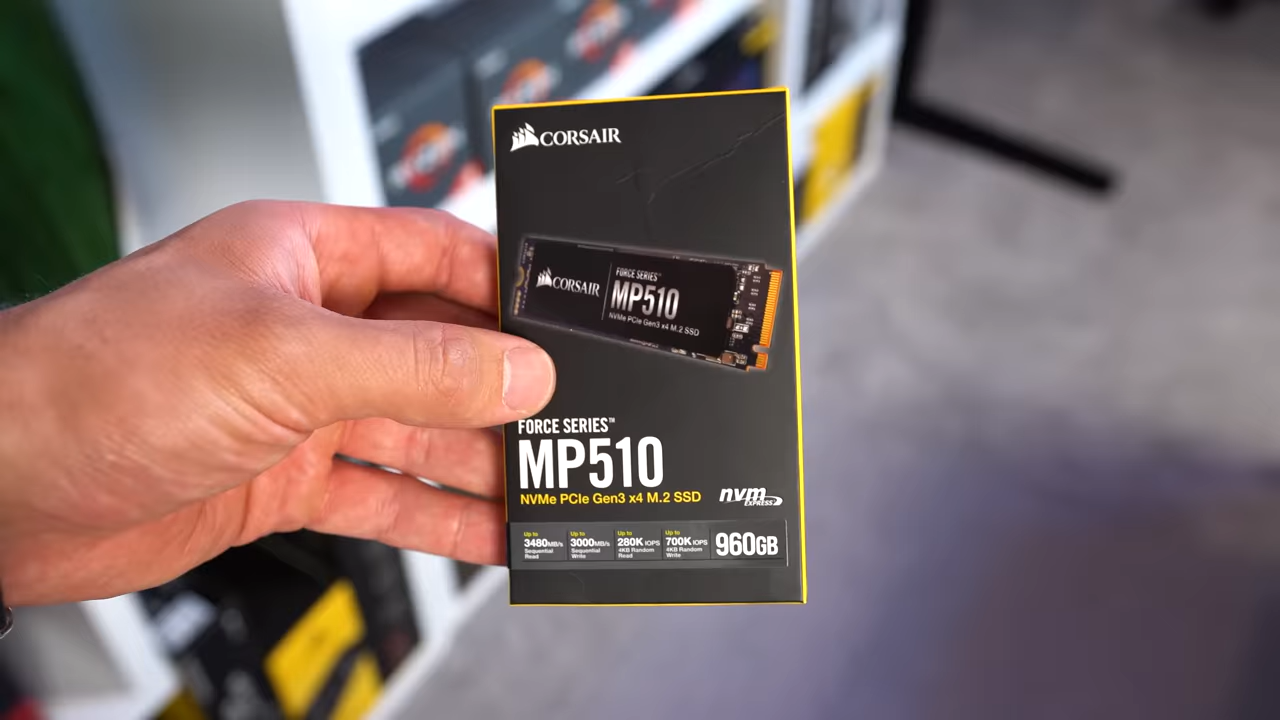 CORSAIR
CORSAIR
FORCE SERIES™
MP510
NVMe PCIe Gen3 x4 M.2 SSD
FORCE SERIES™
MP510
NVMe PCIe Gen3 x4 M.2 SSD
nvm EXPRESS
Up to 3480MB/s Sequential Read
Up to 3000MB/s Sequential Write
Up to 280K IOPS 4KB Random Read
Up to 700K IOPS 4KB Random Write
960GB